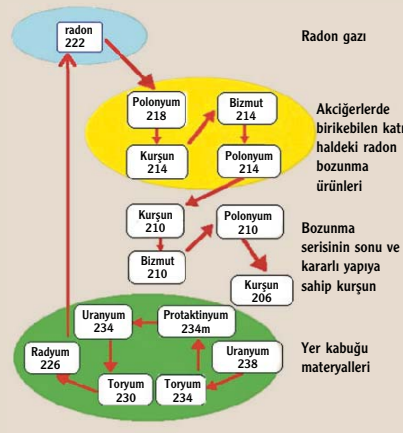 radon
222
Radon gazı
Polonyum
218
Bizmut
214
Kurşun
214
Polonyum
214
Akciğerlerde
birikebilen katı
haldeki radon
bozunma
ürünleri
Kurşun
210
Polonyum
210
Bizmut
210
Kurşun
206
Bozunma
serisinin sonu ve
kararlı yapıya
sahip kurşun
Uranyum
234
Protaktinyum
234m
Radyum
226
Uranyum
238
Toryum
230
Toryum
234
Yer kabuğu
materyalleri